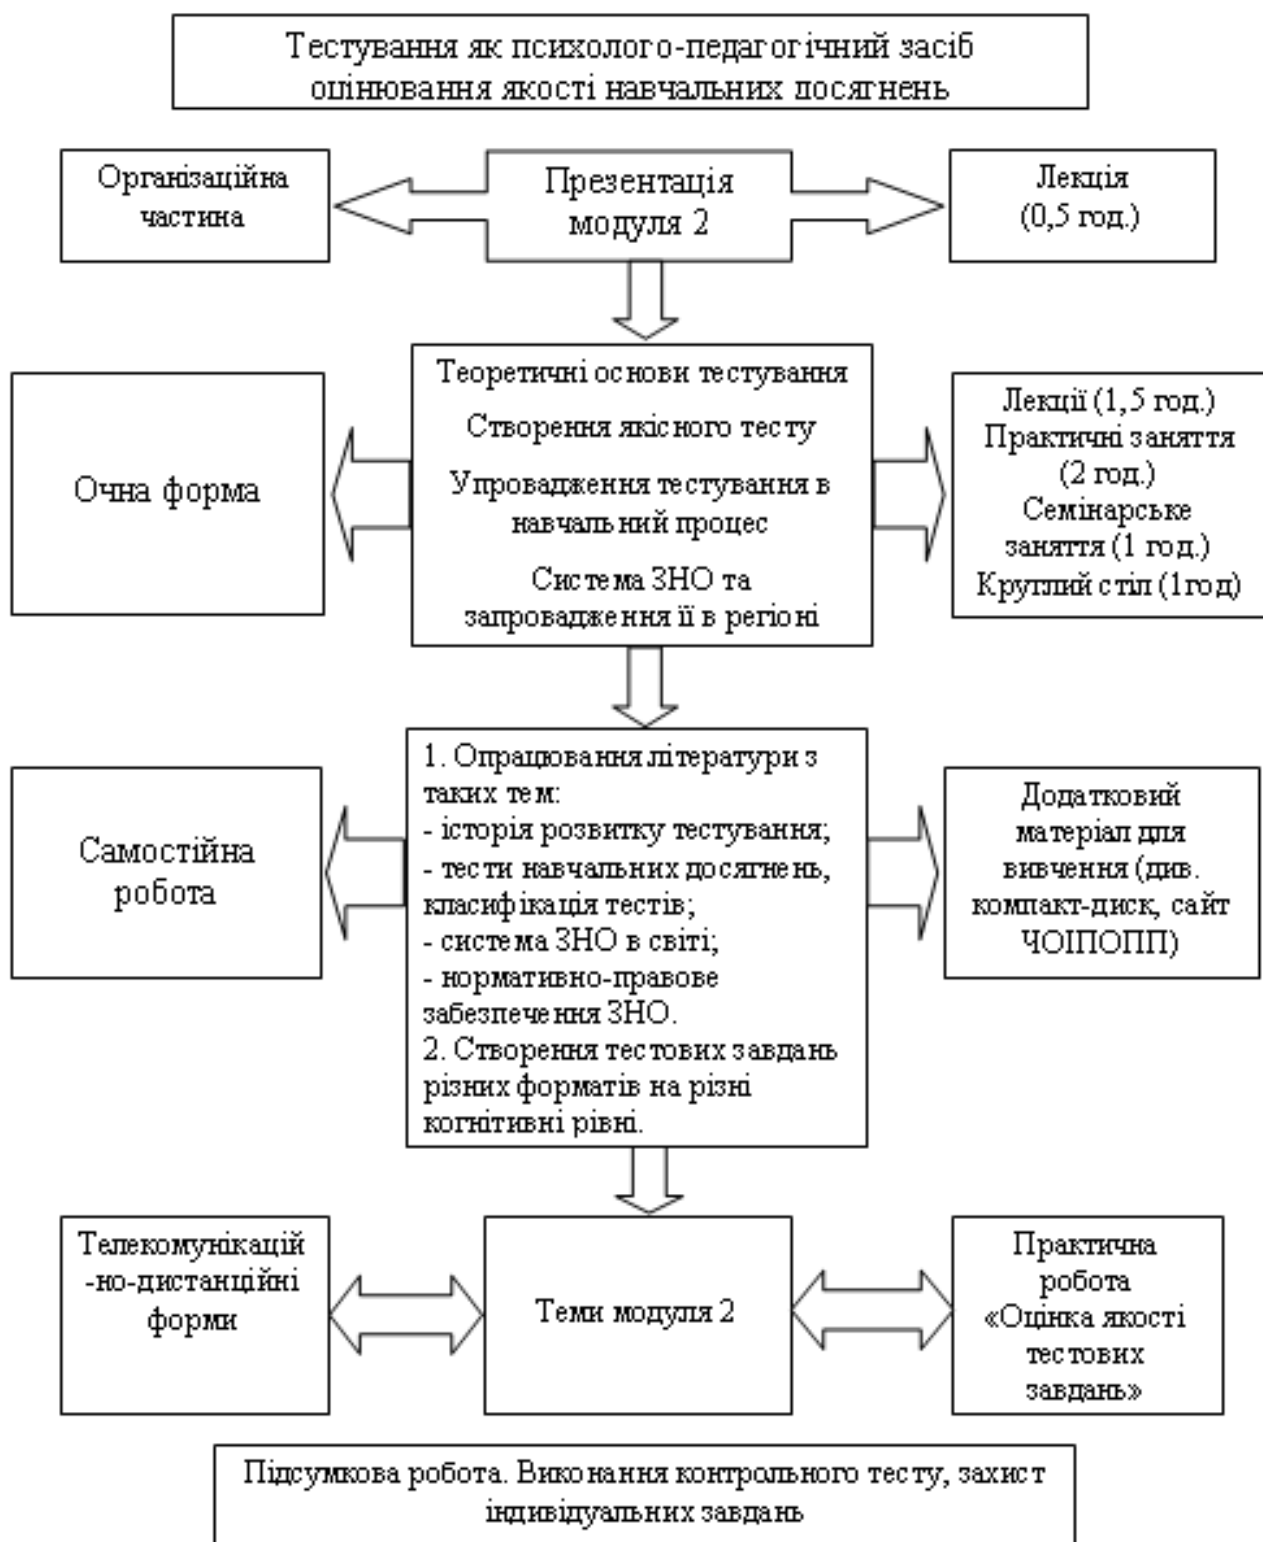 Тестування як психолого-педагогічний засіб
оцінювання якості навчальних досягнень
Організаційна
частина
Презентація
модуля 2
Лекція
(0,5 год.)
Очна форма
Теоретичні основи тестування
Створення якісного тесту
Упровадження тестування в
навчальний процес
Система ЗНО та
запровадження її в регіоні
Лекції (1,5 год.)
Практичні заняття
(2 год.)
Семінарське
заняття (1 год.)
Круглий стіл (1год)
Самостійна
робота
1. Опрацювання літератури з
таких тем:
- історія розвитку тестування;
- тести навчальних досягнень,
класифікація тестів;
- система ЗНО в світі;
- нормативно-правове
забезпечення ЗНО.
2. Створення тестових завдань
різних форматів на різні
когнітивні рівні.
Додатковий
матеріал для
вивчення (див.
компакт-диск, сайт
ЧОІПОПП)
Телекомунікацій
-но-дистанційні
форми
Теми модуля 2
Практична
робота
«Оцінка якості
тестових
завдань»
Підсумкова робота. Виконання контрольного тесту, захист
індивідуальних завдань